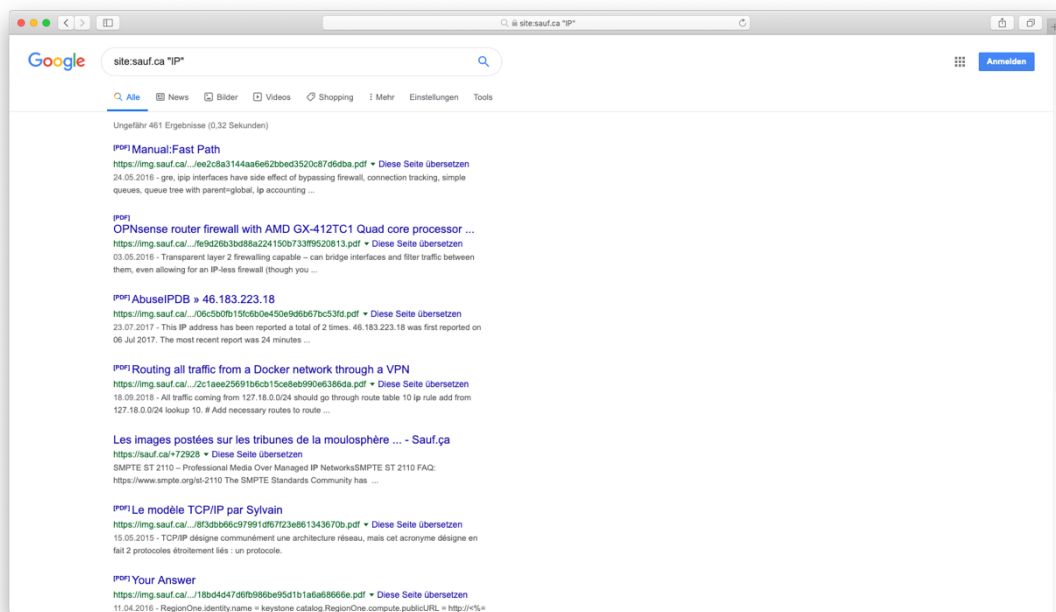 site:sauf.ca "IP"
Google
site:sauf.ca "IP"
Anmelden
Alle News Bilder Videos Shopping Mehr Einstellungen Tools
Ungefähr 461 Ergebnisse (0,32 Sekunden)
[PDF] Manual:Fast Path
https://img.sauf.ca/.../ee2c8a3144aa6e62bbed3520c87d6dba.pdf ▾ Diese Seite übersetzen
24.05.2016 - gre, ipip interfaces have side effect of bypassing firewall, connection tracking, simple
queues, queue tree with parent=global, ip accounting ...
[PDF]
OPNsense router firewall with AMD GX-412TC1 Quad core processor ...
https://img.sauf.ca/.../fe9d26b3bd88a224150b733ff9520813.pdf ▾ Diese Seite übersetzen
03.05.2016 - Transparent layer 2 firewalling capable – can bridge interfaces and filter traffic between
them, even allowing for an IP-less firewall (though you ...
[PDF] AbuseIPDB » 46.183.223.18
https://img.sauf.ca/.../06c5b0fb15fc6b0e450e9d6b67bc53fd.pdf ▾ Diese Seite übersetzen
23.07.2017 - This IP address has been reported a total of 2 times. 46.183.223.18 was first reported on
06 Jul 2017. The most recent report was 24 minutes ...
[PDF] Routing all traffic from a Docker network through a VPN
https://img.sauf.ca/.../2c1aee25691b6cb15ce8eb990e6386da.pdf ▾ Diese Seite übersetzen
18.09.2018 - All traffic coming from 127.18.0.0/24 should go through route table 10 ip rule add from
127.18.0.0/24 lookup 10. # Add necessary routes to route ...
Les images postées sur les tribunes de la moulosphère ... - Sauf.ça
https://sauf.ca/+72928 ▾ Diese Seite übersetzen
SMPTE ST 2110 – Professional Media Over Managed IP NetworksSMPTE ST 2110 FAQ:
https://www.smpte.org/st-2110 The SMPTE Standards Community has ...
[PDF] Le modèle TCP/IP par Sylvain
https://img.sauf.ca/.../8f3dbb66c97991df67f23e861343670b.pdf ▾ Diese Seite übersetzen
15.05.2015 - TCP/IP désigne communément une architecture réseau, mais cet acronyme désigne en
fait 2 protocoles étroitement liés : un protocole.
[PDF] Your Answer
https://img.sauf.ca/.../18bd4d47d6fb986be95d1b1a6a68666e.pdf ▾ Diese Seite übersetzen
11.04.2016 - RegionOne.identity.name = keystone catalog.RegionOne.compute.publicURL = http://<%=